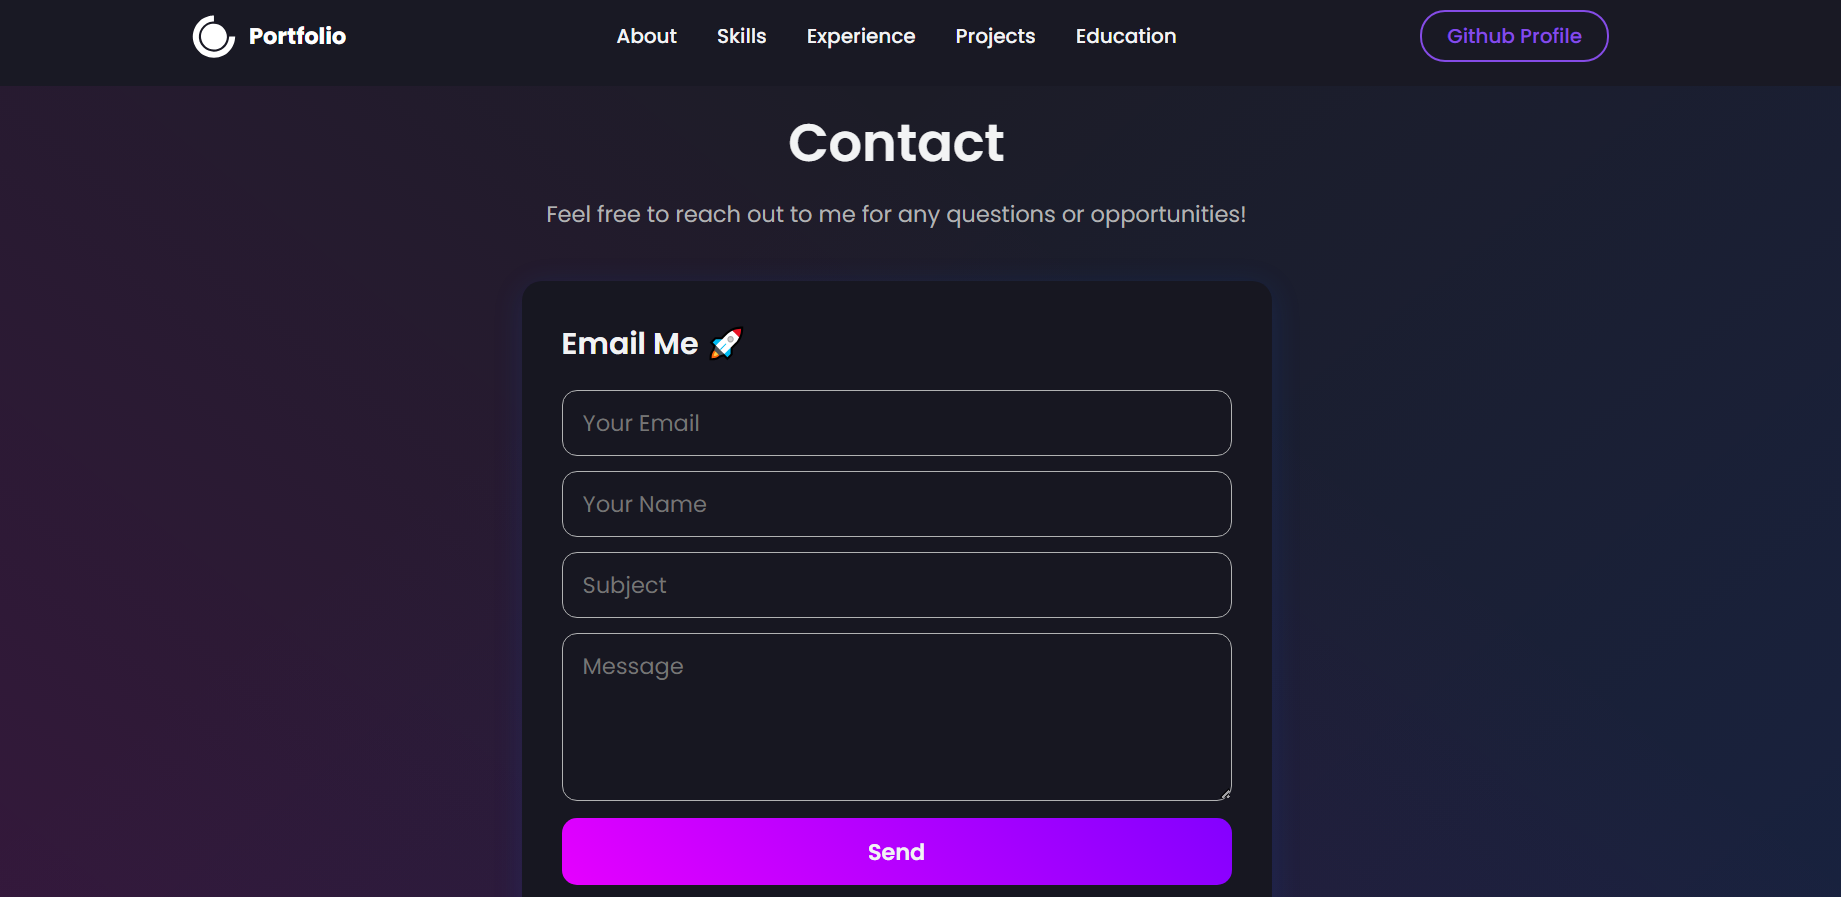 Portfolio
About Skills Experience Projects Education
Github Profile
Contact
Feel free to reach out to me for any questions or opportunities!
Email Me 🚀
Your Email
Your Name
Subject
Message
Send